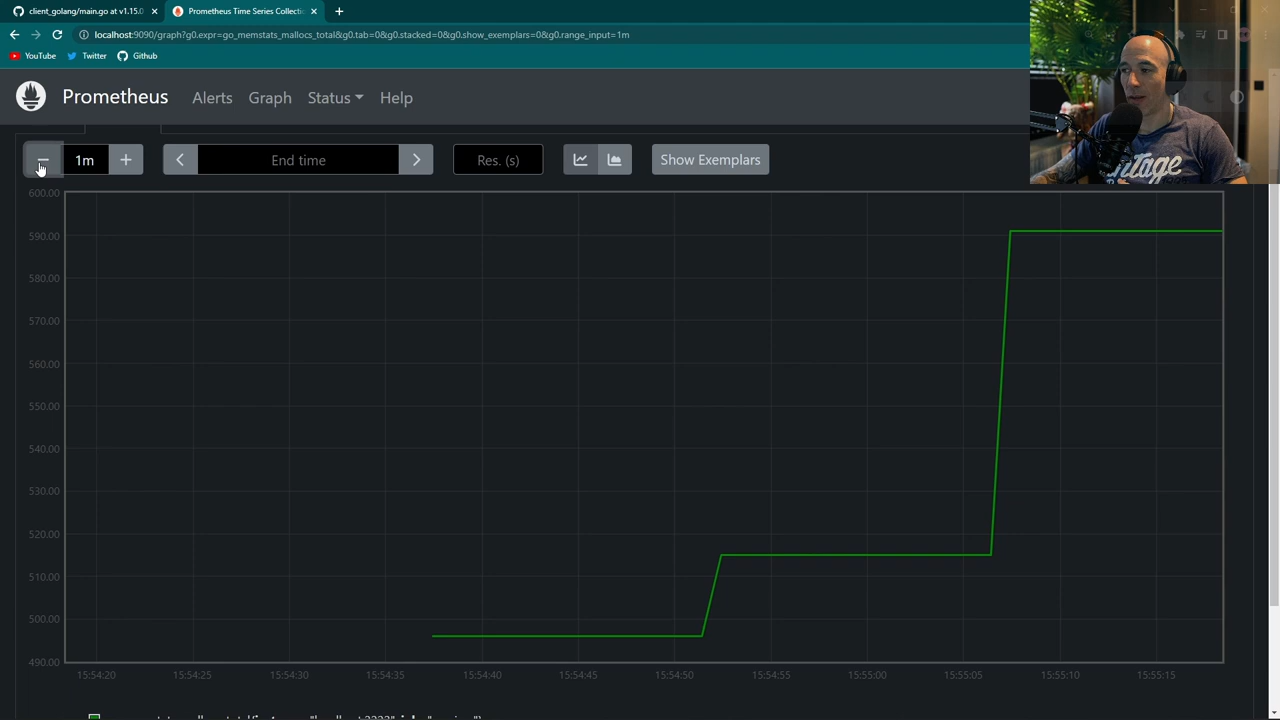 client_golang/main.go at v1.15.0
Prometheus Time Series Collecti
localhost:9090/graph?g0.expr=go_memstats_mallocs_total&g0.tab=0&g0.stacked=0&g0.show_exemplars=0&g0.range_input=1m
YouTube
Twitter
Github
Prometheus
Alerts
Graph
Status
Help
1m
End time
Res. (s)
Show Exemplars
600.00
590.00
580.00
570.00
560.00
550.00
540.00
530.00
520.00
510.00
500.00
490.00
15:54:20
15:54:25
15:54:30
15:54:35
15:54:40
15:54:45
15:54:50
15:54:55
15:55:00
15:55:05
15:55:10
15:55:15